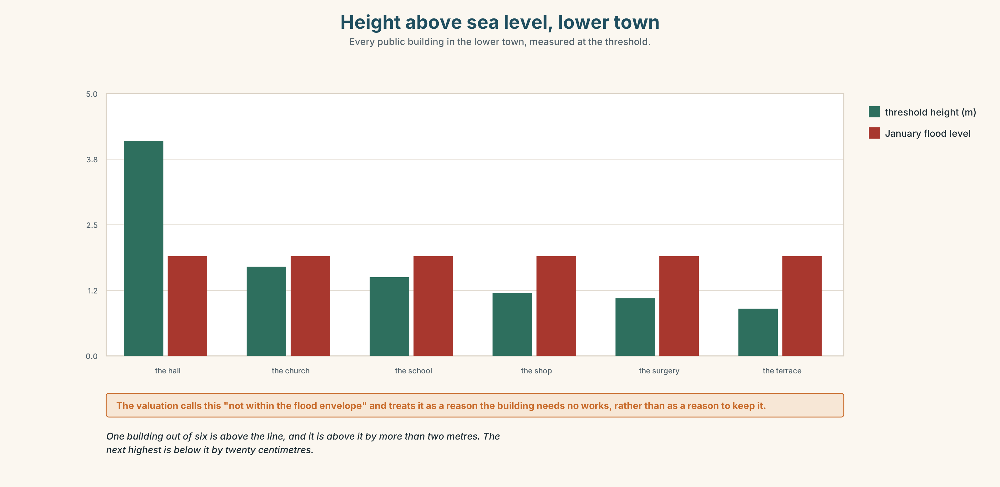 Height above sea level, lower town
Every public building in the lower town, measured at the threshold.
5.0
3.8
2.5
1.2
0.0
threshold height (m)
January flood level
the hall
the church
the school
the shop
the surgery
the terrace
The valuation calls this "not within the flood envelope" and treats it as a reason the building needs no works, rather than as a reason to keep it.
One building out of six is above the line, and it is above it by more than two metres. The
next highest is below it by twenty centimetres.